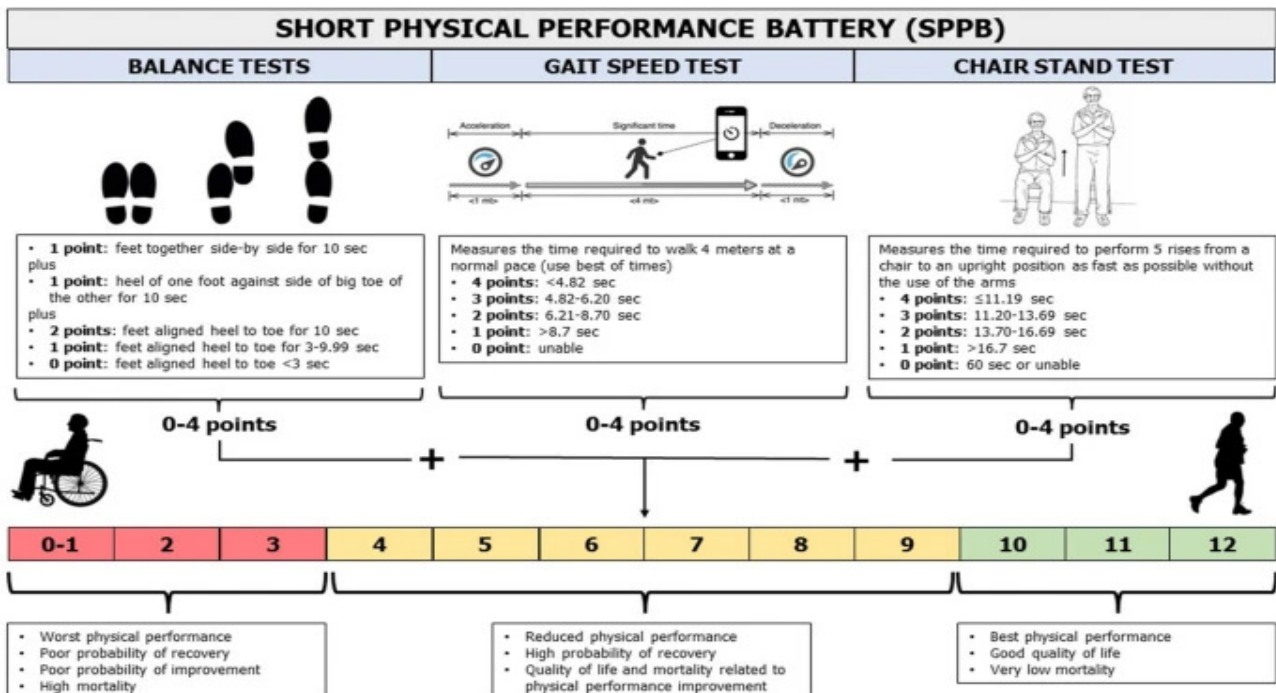 SHORT PHYSICAL PERFORMANCE BATTERY (SPPB)
BALANCE TESTS
GAIT SPEED TEST
CHAIR STAND TEST
Acceleration
Significant time
Deceleration
<1 mt>
<4 mt>
<1 mt>
• 1 point: feet together side-by side for 10 sec
plus
• 1 point: heel of one foot against side of big toe of
the other for 10 sec
plus
• 2 points: feet aligned heel to toe for 10 sec
• 1 point: feet aligned heel to toe for 3-9.99 sec
• 0 point: feet aligned heel to toe <3 sec
Measures the time required to walk 4 meters at a
normal pace (use best of times)
• 4 points: <4.82 sec
• 3 points: 4.82-6.20 sec
• 2 points: 6.21-8.70 sec
• 1 point: >8.7 sec
• 0 point: unable
Measures the time required to perform 5 rises from a
chair to an upright position as fast as possible without
the use of the arms
• 4 points: ≤11.19 sec
• 3 points: 11.20-13.69 sec
• 2 points: 13.70-16.69 sec
• 1 point: >16.7 sec
• 0 point: 60 sec or unable
0-4 points
0-4 points
0-4 points
+
+
0-1 2 3 4 5 6 7 8 9 10 11 12
• Worst physical performance
• Poor probability of recovery
• Poor probability of improvement
• High mortality
• Reduced physical performance
• High probability of recovery
• Quality of life and mortality related to
physical performance improvement
• Best physical performance
• Good quality of life
• Very low mortality